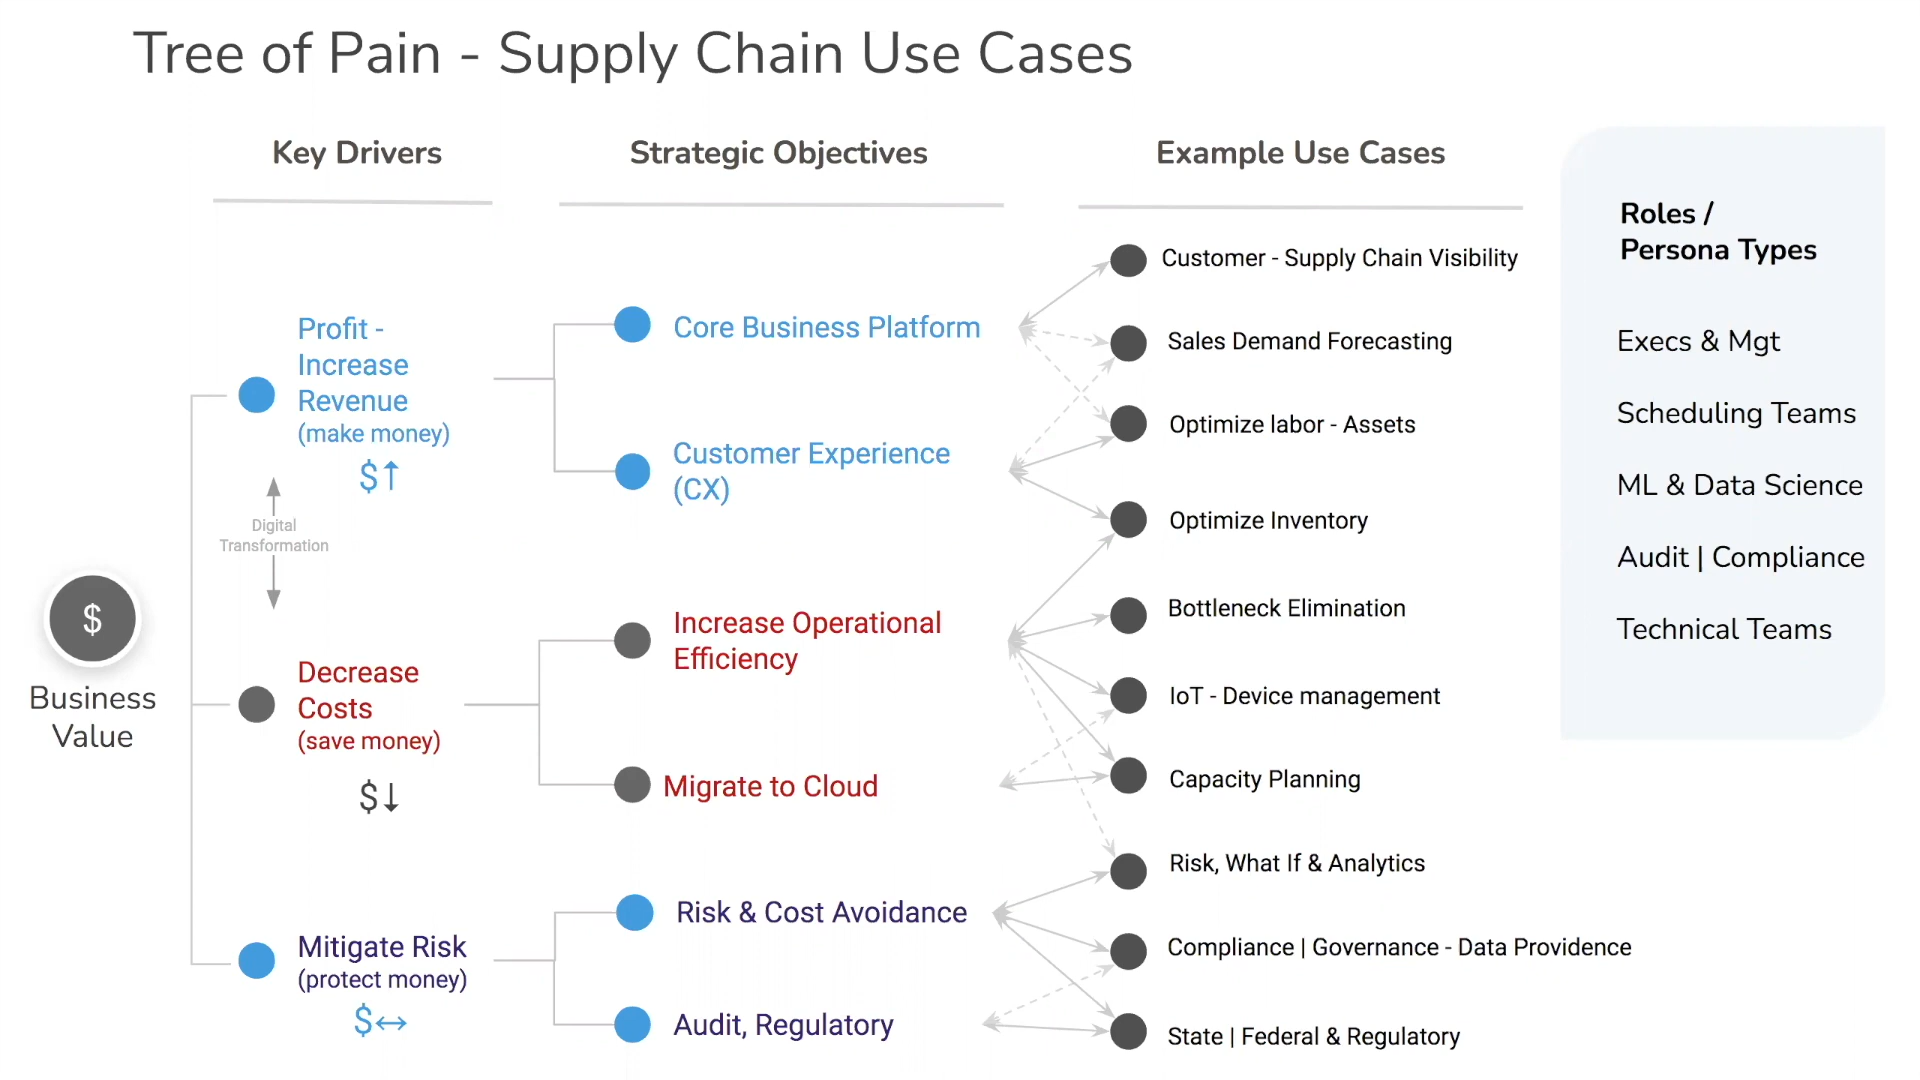 Tree of Pain - Supply Chain Use Cases
Key Drivers
Strategic Objectives
Example Use Cases
$
Business
Value
Profit -
Increase
Revenue
(make money)
$↑
Digital
Transformation
Decrease
Costs
(save money)
$↓
Mitigate Risk
(protect money)
$↔
Core Business Platform
Customer Experience
(CX)
Increase Operational
Efficiency
Migrate to Cloud
Risk & Cost Avoidance
Audit, Regulatory
Customer - Supply Chain Visibility
Sales Demand Forecasting
Optimize labor - Assets
Optimize Inventory
Bottleneck Elimination
IoT - Device management
Capacity Planning
Risk, What If & Analytics
Compliance | Governance - Data Providence
State | Federal & Regulatory
Roles /
Persona Types
Execs & Mgt
Scheduling Teams
ML & Data Science
Audit | Compliance
Technical Teams